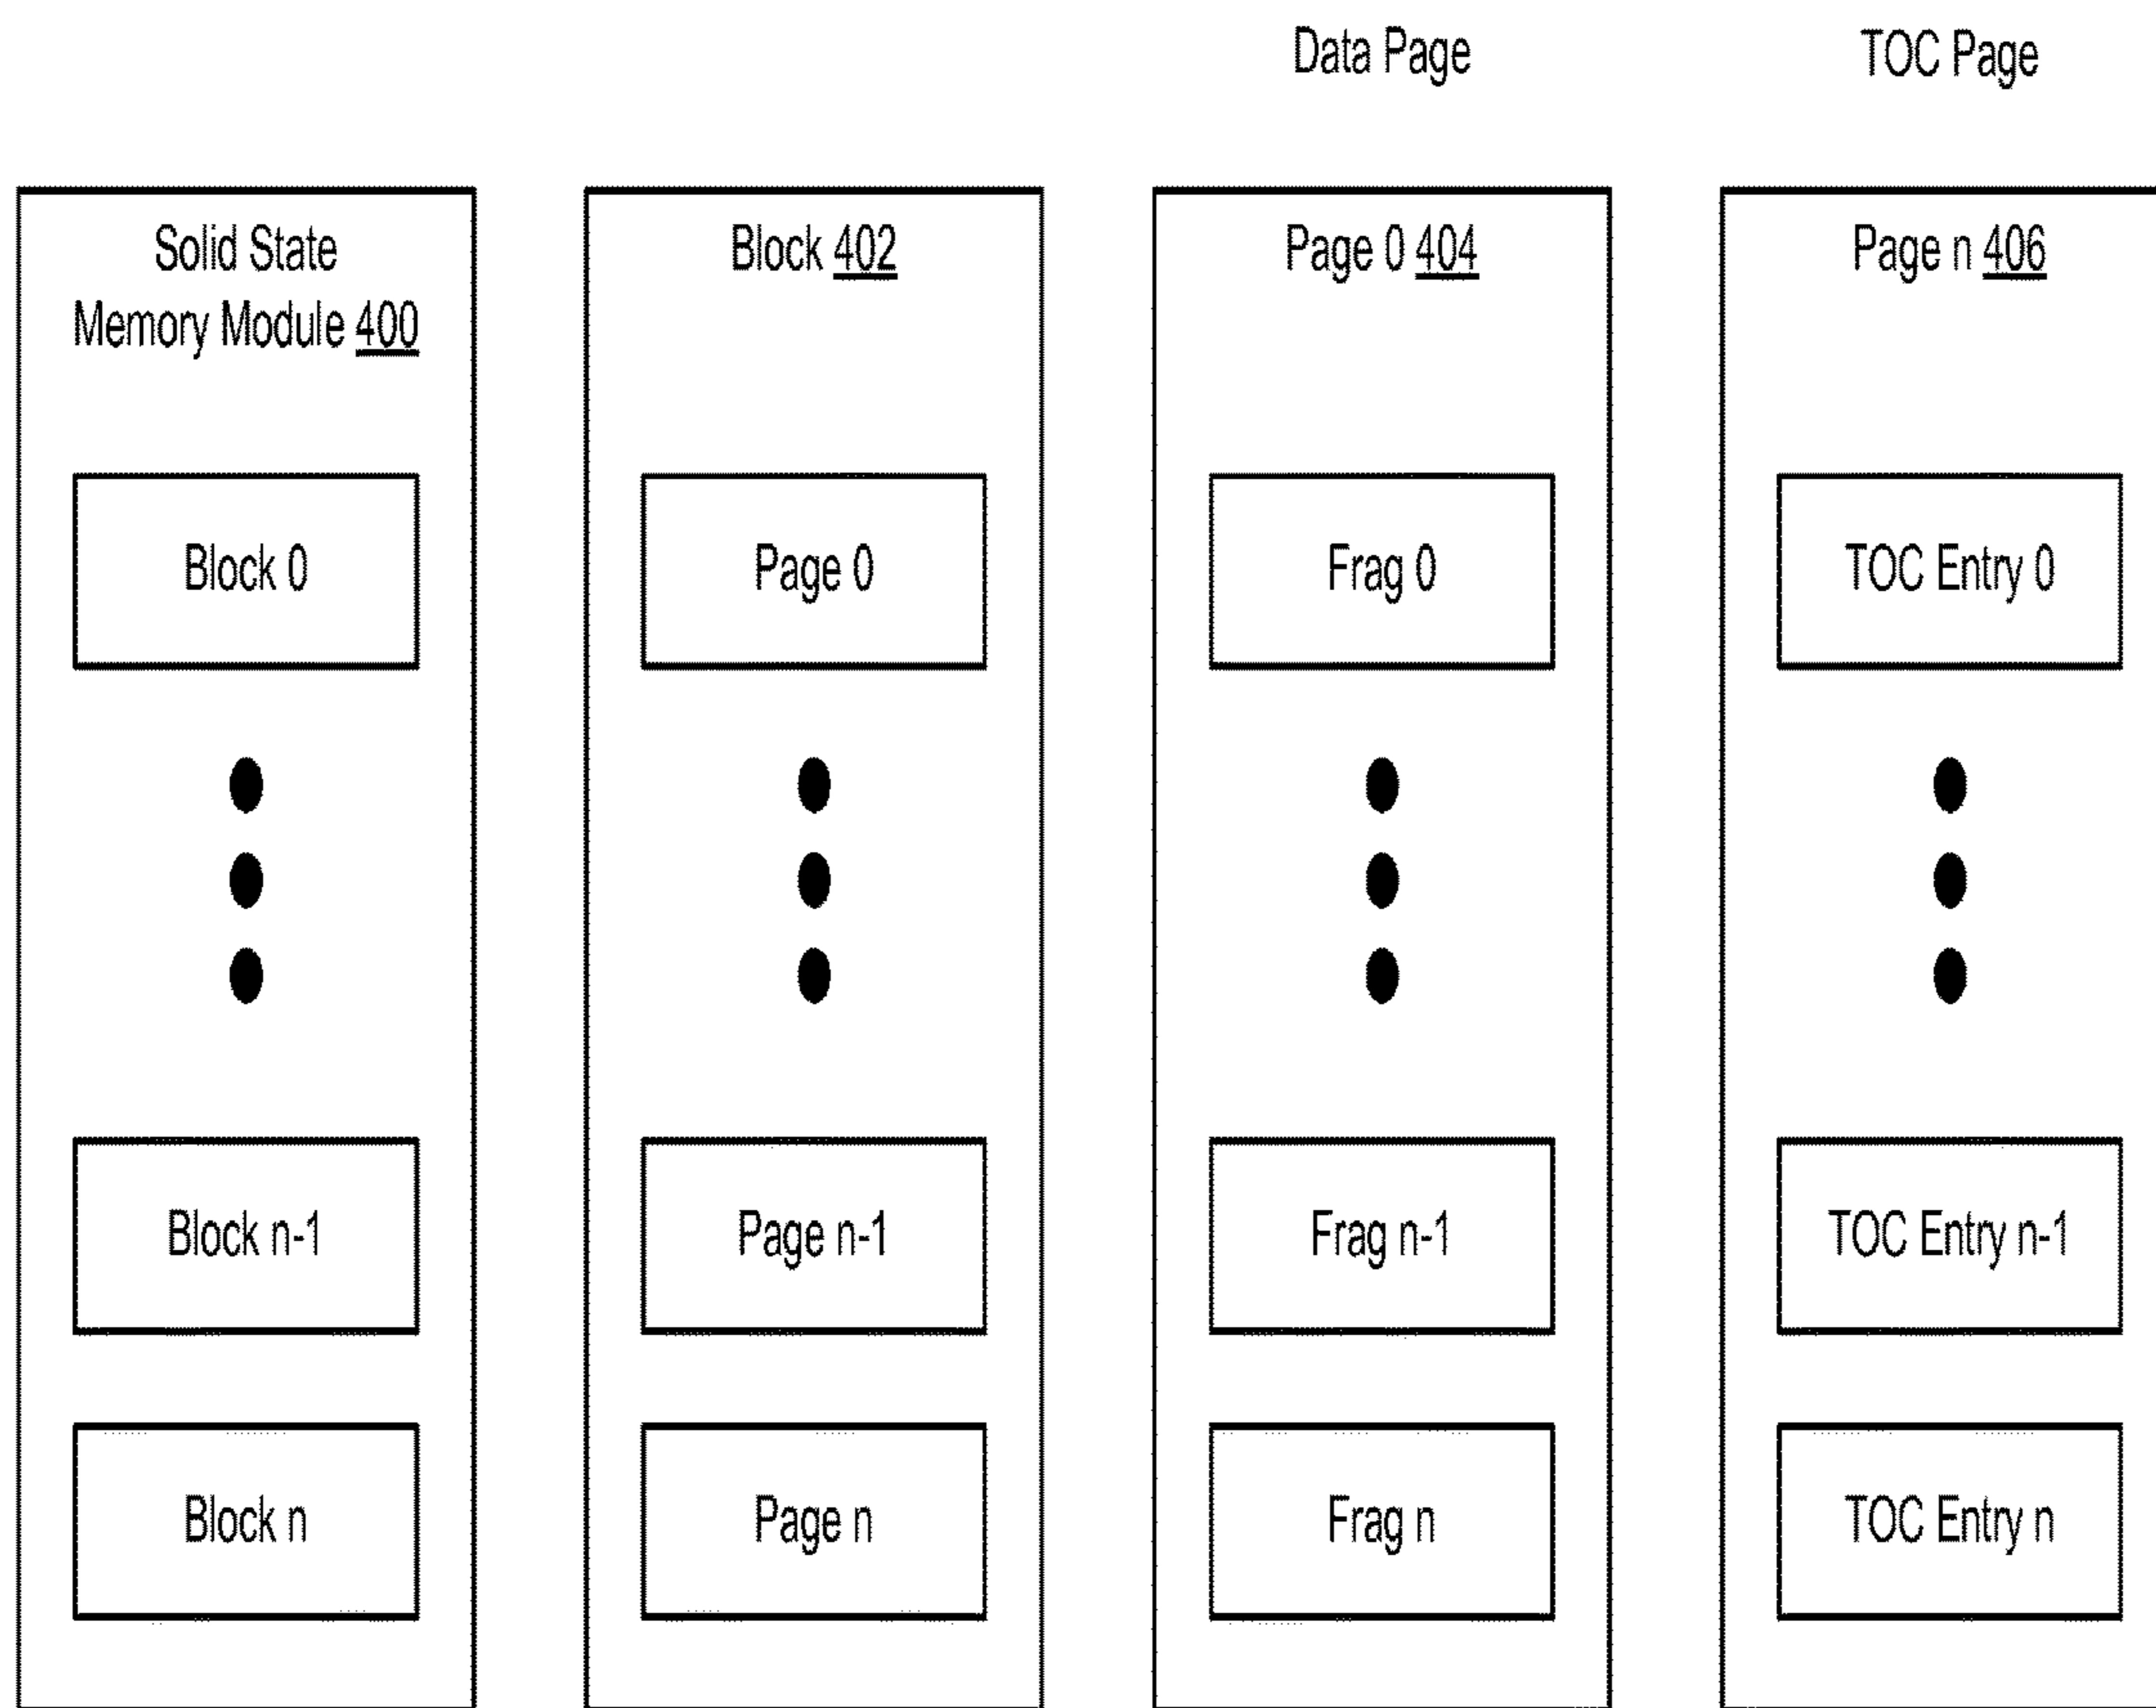 Data Page
TOC Page
Solid State
Memory Module 400
Block 0
Block n-1
Block n
Block 402
Page 0
Page n-1
Page n
Page 0 404
Frag 0
Frag n-1
Frag n
Page n 406
TOC Entry 0
TOC Entry n-1
TOC Entry n